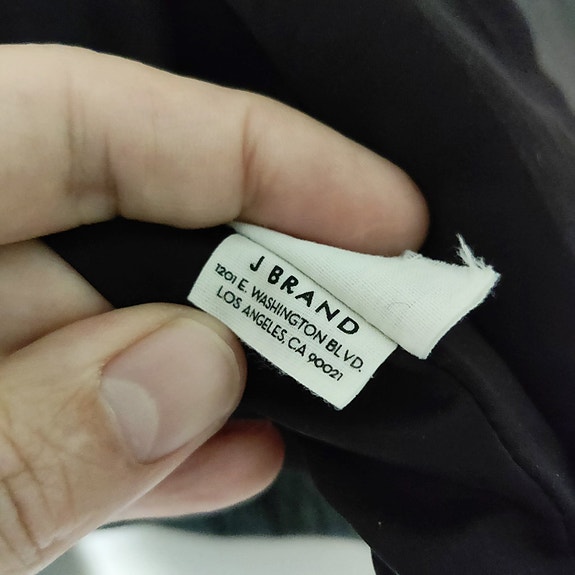 J BRAND
1201 E. WASHINGTON BLVD.
LOS ANGELES, CA 90021